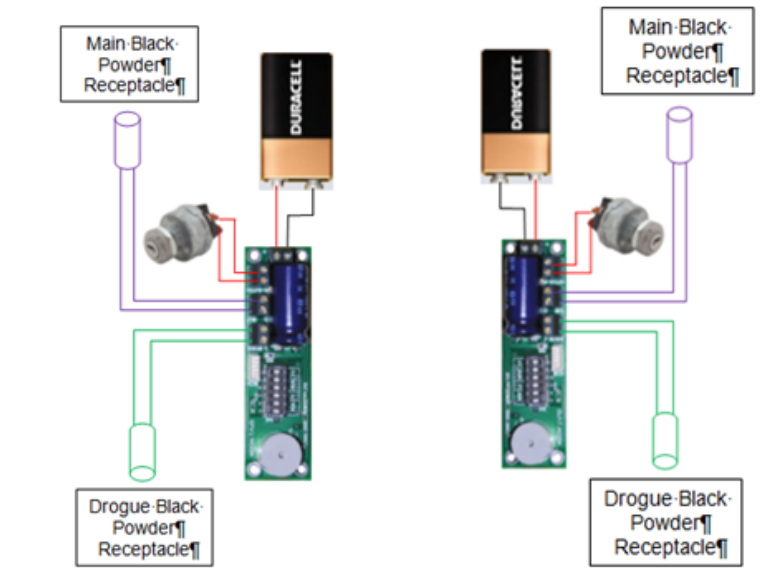 Main·Black·
Powder¶
Receptacle¶
DURACELL
DURACELL
Main·Black·
Powder¶
Receptacle¶
Drogue·Black·
Powder¶
Receptacle¶
Drogue·Black·
Powder¶
Receptacle¶